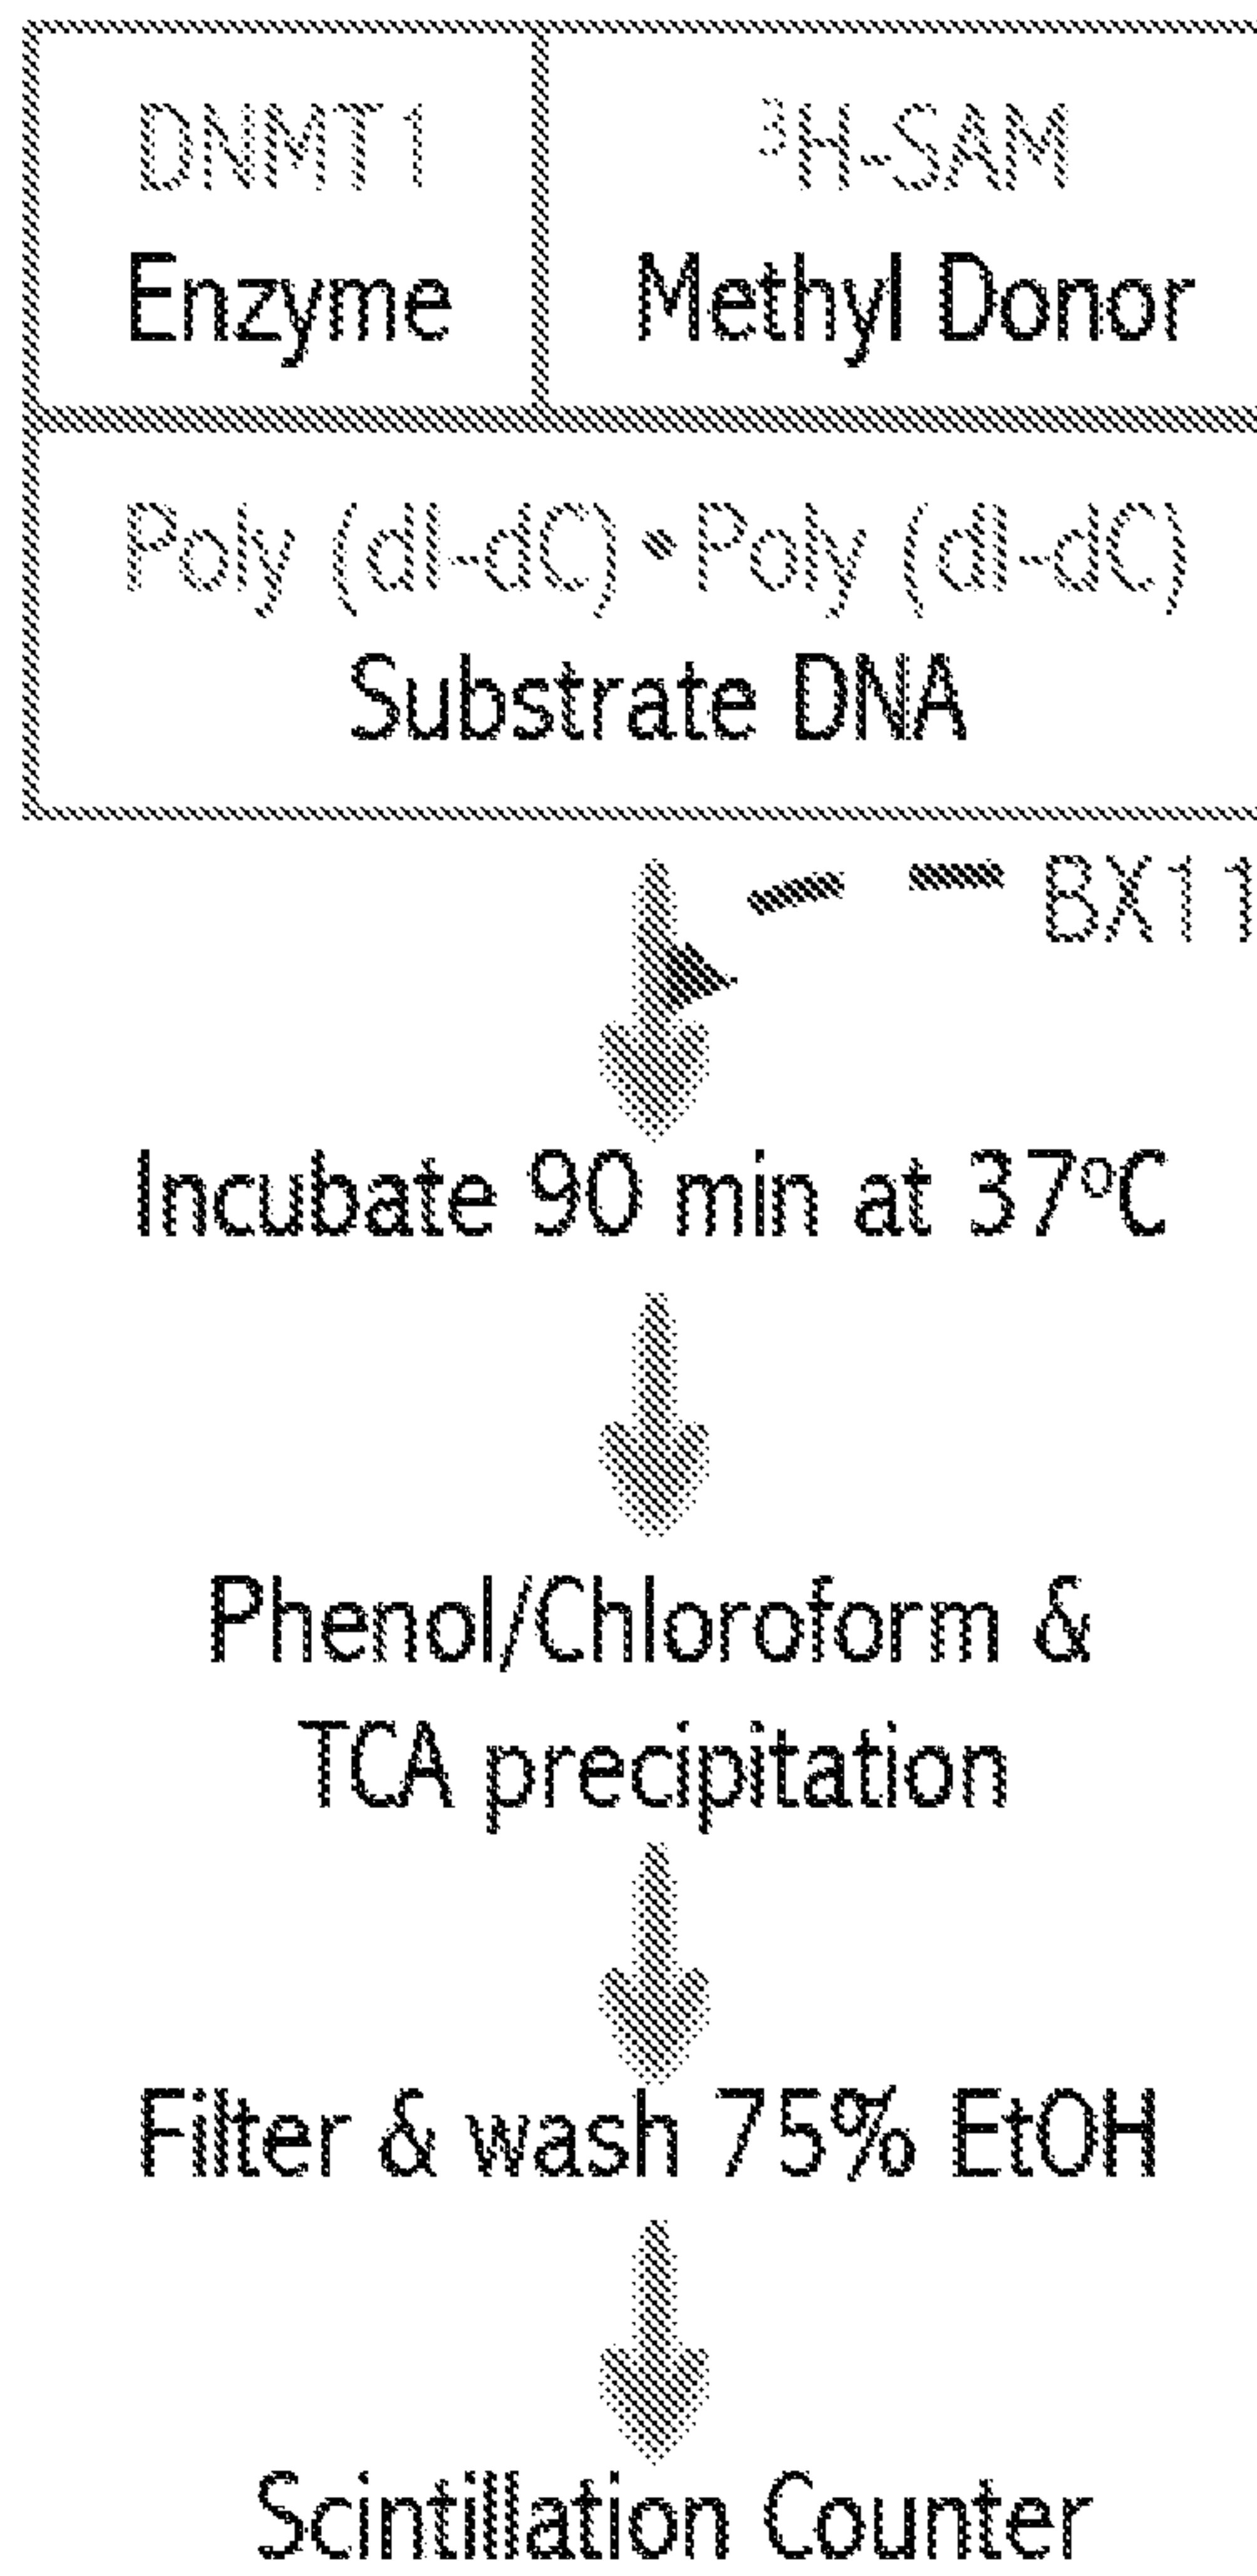 DNMT1
Enzyme
³H-SAM
Methyl Donor
Poly (dI-dC)•Poly (dI-dC)
Substrate DNA
BX11
Incubate 90 min at 37ºC
Phenol/Chloroform &
TCA precipitation
Filter & wash 75% EtOH
Scintillation Counter